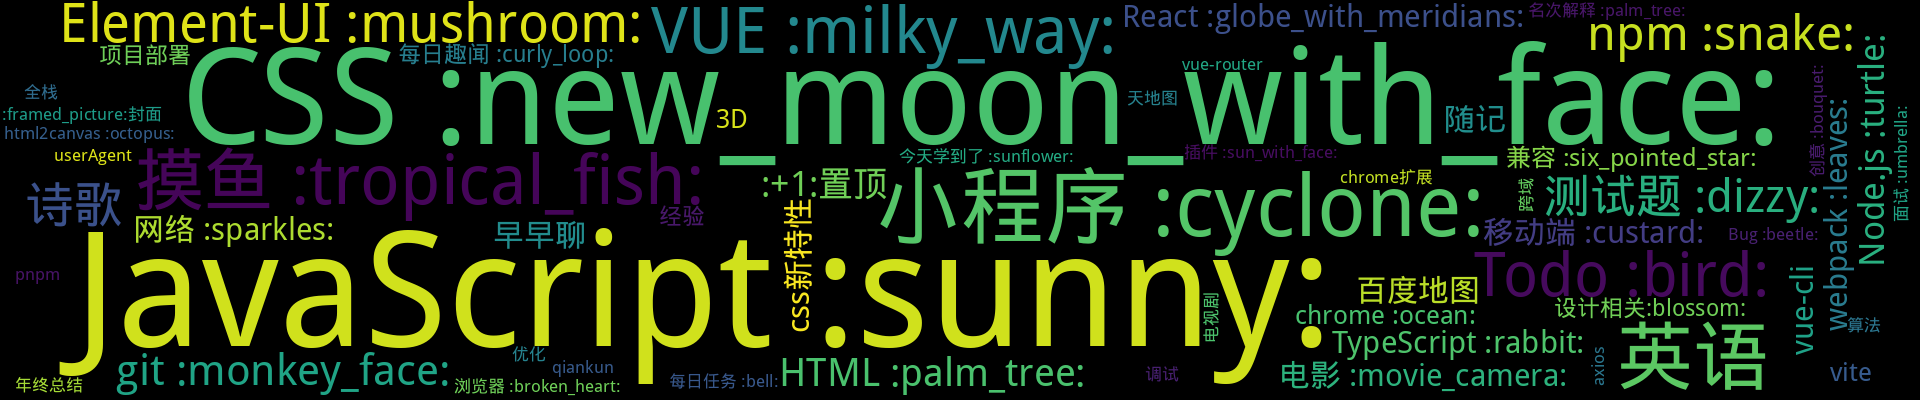 Element-UI :mushroom:
VUE :milky_way:
React :globe_with_meridians:
名次解释 :palm_tree:
npm :snake:
项目部署
每日趣闻 :curly_loop:
CSS :new_moon_with_face:
vue-router
全栈
天地图
:framed_picture:封面
html2canvas :octopus:
3D
随记
userAgent
摸鱼 :tropical_fish:
今天学到了 :sunflower:
插件 :sun_with_face:
兼容 :six_pointed_star:
创意 :bouquet:
Node.js :turtle:
面试 :umbrella:
webpack :leaves:
诗歌
:+1:置顶
小程序 :cyclone:
chrome扩展
跨域
测试题 :dizzy:
经验
网络 :sparkles:
早早聊
css新特性
移动端 :custard:
Bug :beetle:
pnpm
JavaScript :sunny:
百度地图
Todo :bird:
vue-cli
电视剧
chrome :ocean:
设计相关:blossom:
算法
TypeScript :rabbit:
英语
优化
qiankun
git :monkey_face:
年终总结
浏览器 :broken_heart:
每日任务 :bell:
HTML :palm_tree:
调试
电影 :movie_camera:
axios
vite